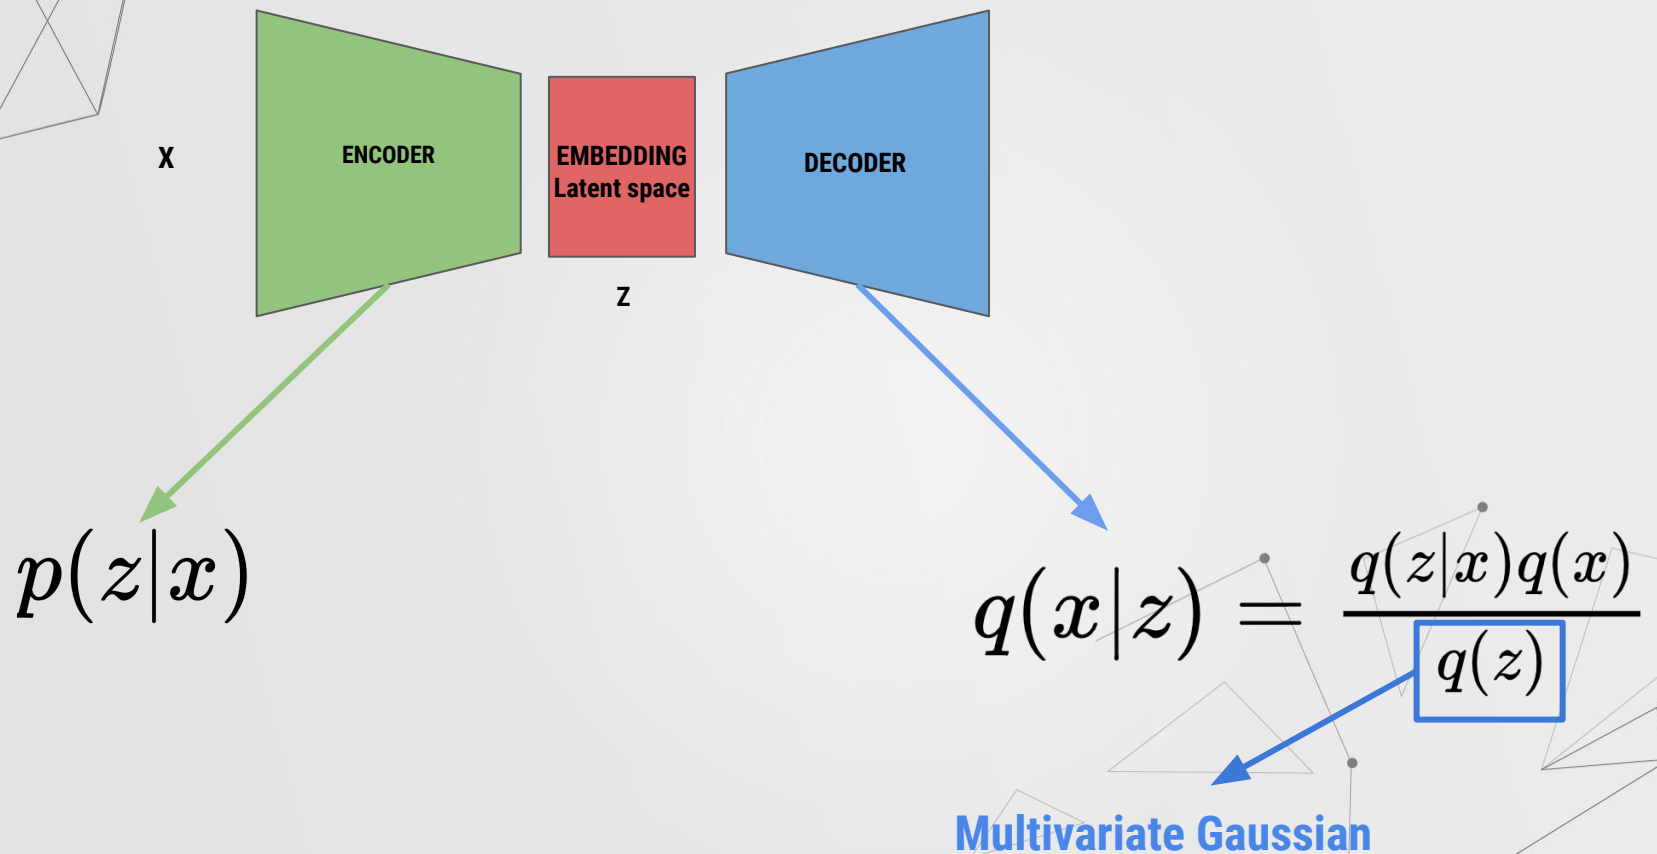 X
ENCODER
EMBEDDING
Latent space
DECODER
Z
p(z|x)
q(x|z) = q(z|x)q(x) / q(z)
Multivariate Gaussian